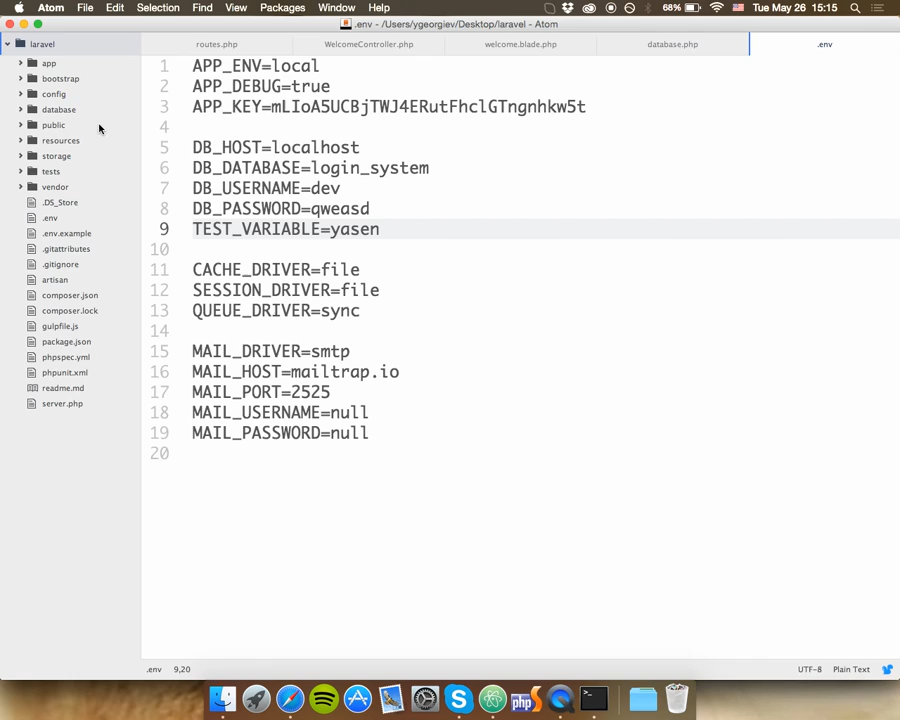 Atom File Edit Selection Find View Packages Window Help 68% Tue May 26 15:15
.env - /Users/ygeorgiev/Desktop/laravel - Atom
laravel
app
bootstrap
config
database
public
resources
storage
tests
vendor
.DS_Store
.env
.env.example
.gitattributes
.gitignore
artisan
composer.json
composer.lock
gulpfile.js
package.json
phpspec.yml
phpunit.xml
readme.md
server.php
routes.php WelcomeController.php welcome.blade.php database.php .env
1 APP_ENV=local
2 APP_DEBUG=true
3 APP_KEY=mLIoA5UCBjTWJ4ERutFhclGTngnhkw5t
4
5 DB_HOST=localhost
6 DB_DATABASE=login_system
7 DB_USERNAME=dev
8 DB_PASSWORD=qweasd
9 TEST_VARIABLE=yasen
10
11 CACHE_DRIVER=file
12 SESSION_DRIVER=file
13 QUEUE_DRIVER=sync
14
15 MAIL_DRIVER=smtp
16 MAIL_HOST=mailtrap.io
17 MAIL_PORT=2525
18 MAIL_USERNAME=null
19 MAIL_PASSWORD=null
20
.env 9,20 UTF-8 Plain Text
php